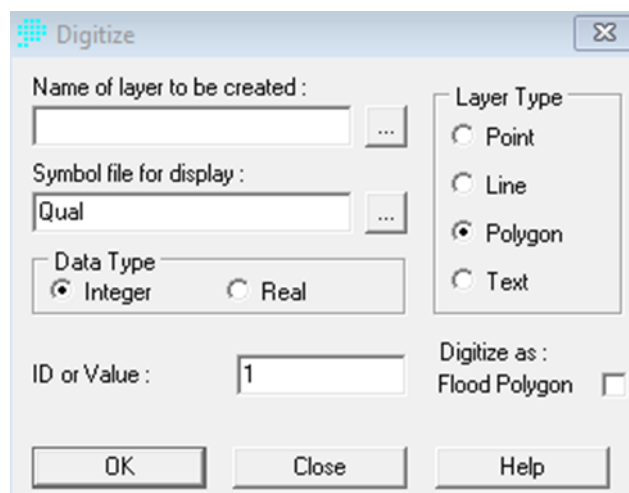 Digitize
Name of layer to be created :
...
Symbol file for display :
Qual
...
Data Type
Integer
Real
ID or Value :
1
Layer Type
Point
Line
Polygon
Text
Digitize as :
Flood Polygon
OK
Close
Help